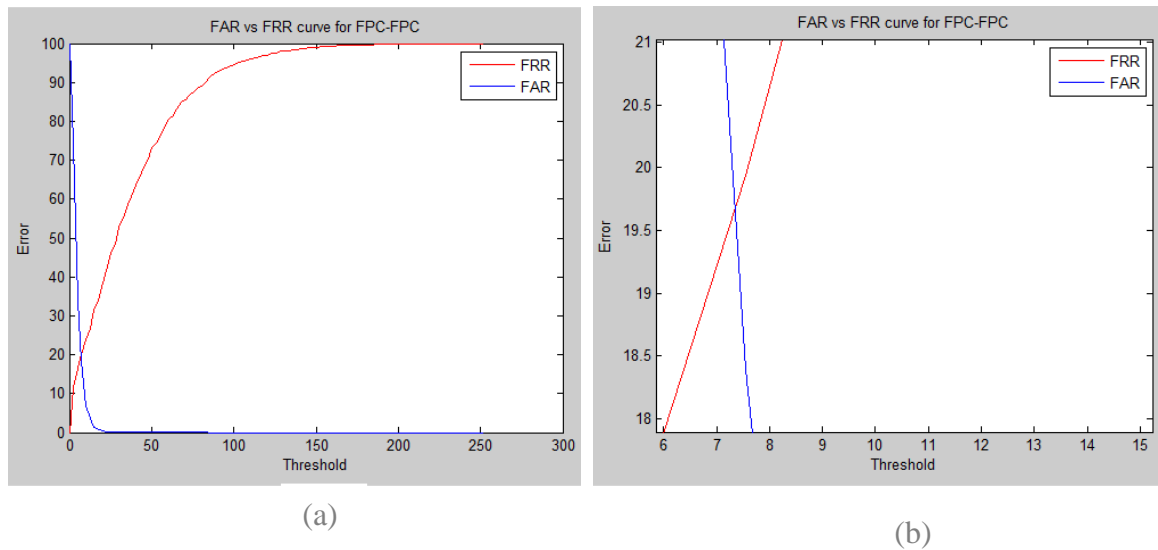 FAR vs FRR curve for FPC-FPC
100
90
80
70
60
50
40
30
20
10
0
Error
0 50 100 150 200 250 300
Threshold
FRR
FAR
(a)
FAR vs FRR curve for FPC-FPC
21
20.5
20
19.5
19
18.5
18
Error
6 7 8 9 10 11 12 13 14 15
Threshold
FRR
FAR
(b)